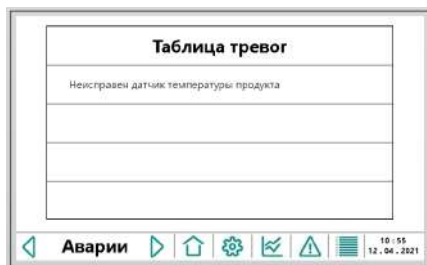 Таблица тревог
Неисправен датчик температуры продукта
Аварии
10:55
12.04.2021